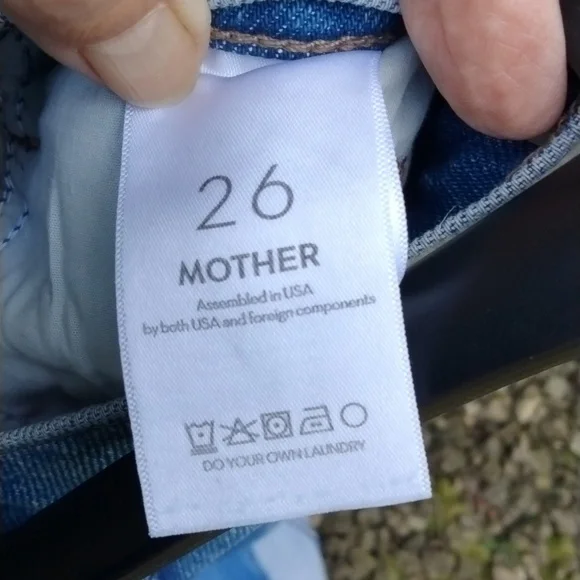 26
MOTHER
Assembled in USA
by both USA and foreign components
DO YOUR OWN LAUNDRY